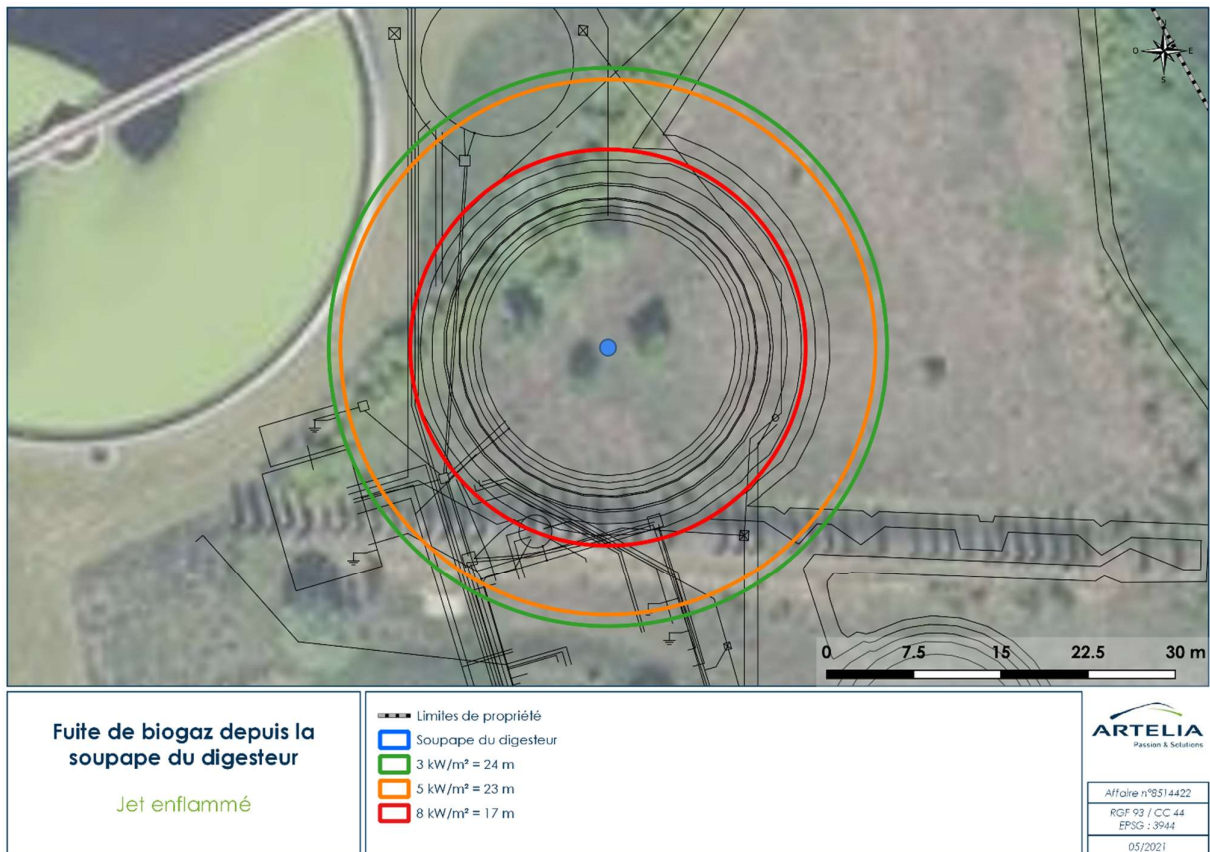 O
E
S
0 7.5 15 22.5 30 m
Fuite de biogaz depuis la
soupape du digesteur
Jet enflammé
Limites de propriété
Soupape du digesteur
3 kW/m² = 24 m
5 kW/m² = 23 m
8 kW/m² = 17 m
ARTELIA
Passion & Solutions
Affaire n°8514422
RGF 93 / CC 44
EPSG : 3944
05/2021